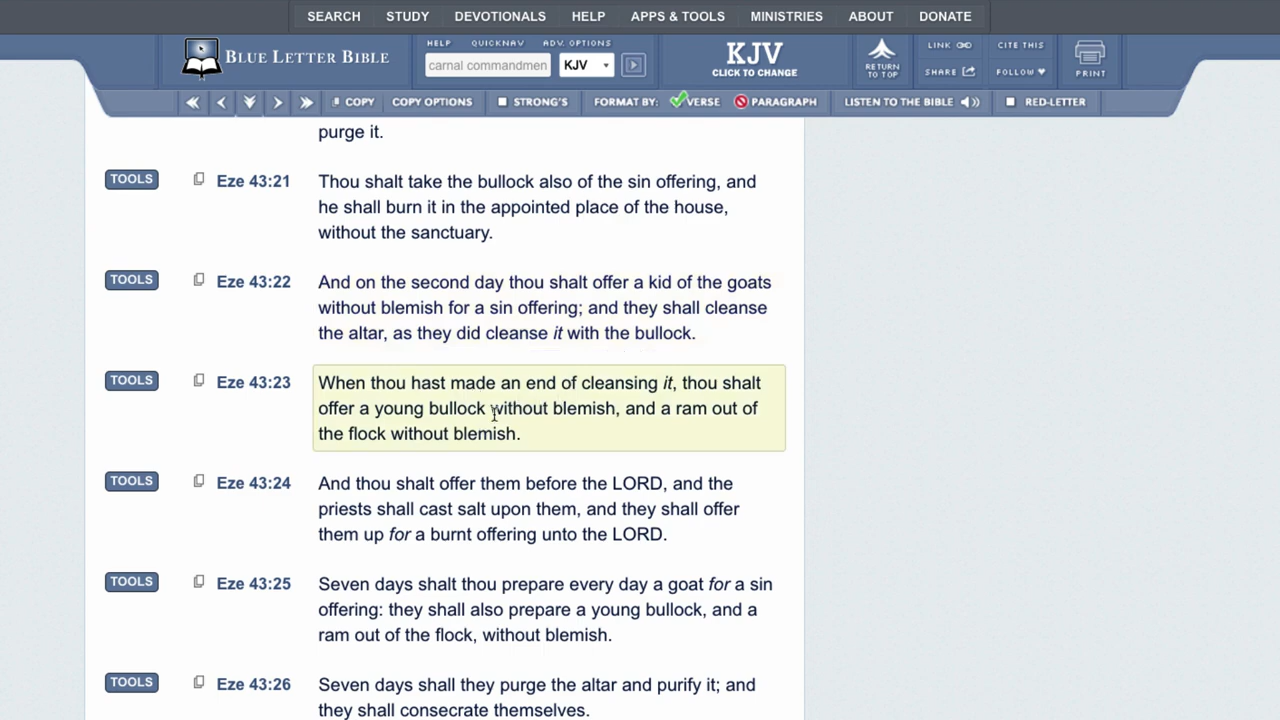 SEARCH STUDY DEVOTIONALS HELP APPS & TOOLS MINISTRIES ABOUT DONATE
BLUE LETTER BIBLE
HELP QUICKNAV ADV. OPTIONS
carnal commandmen KJV
KJV
CLICK TO CHANGE
RETURN
TO TOP
LINK CITE THIS
SHARE FOLLOW
PRINT
COPY COPY OPTIONS STRONG'S FORMAT BY: VERSE PARAGRAPH LISTEN TO THE BIBLE RED-LETTER
purge it.
TOOLS Eze 43:21 Thou shalt take the bullock also of the sin offering, and
he shall burn it in the appointed place of the house,
without the sanctuary.
TOOLS Eze 43:22 And on the second day thou shalt offer a kid of the goats
without blemish for a sin offering; and they shall cleanse
the altar, as they did cleanse it with the bullock.
TOOLS Eze 43:23 When thou hast made an end of cleansing it, thou shalt
offer a young bullock without blemish, and a ram out of
the flock without blemish.
TOOLS Eze 43:24 And thou shalt offer them before the LORD, and the
priests shall cast salt upon them, and they shall offer
them up for a burnt offering unto the LORD.
TOOLS Eze 43:25 Seven days shalt thou prepare every day a goat for a sin
offering: they shall also prepare a young bullock, and a
ram out of the flock, without blemish.
TOOLS Eze 43:26 Seven days shall they purge the altar and purify it; and
they shall consecrate themselves.